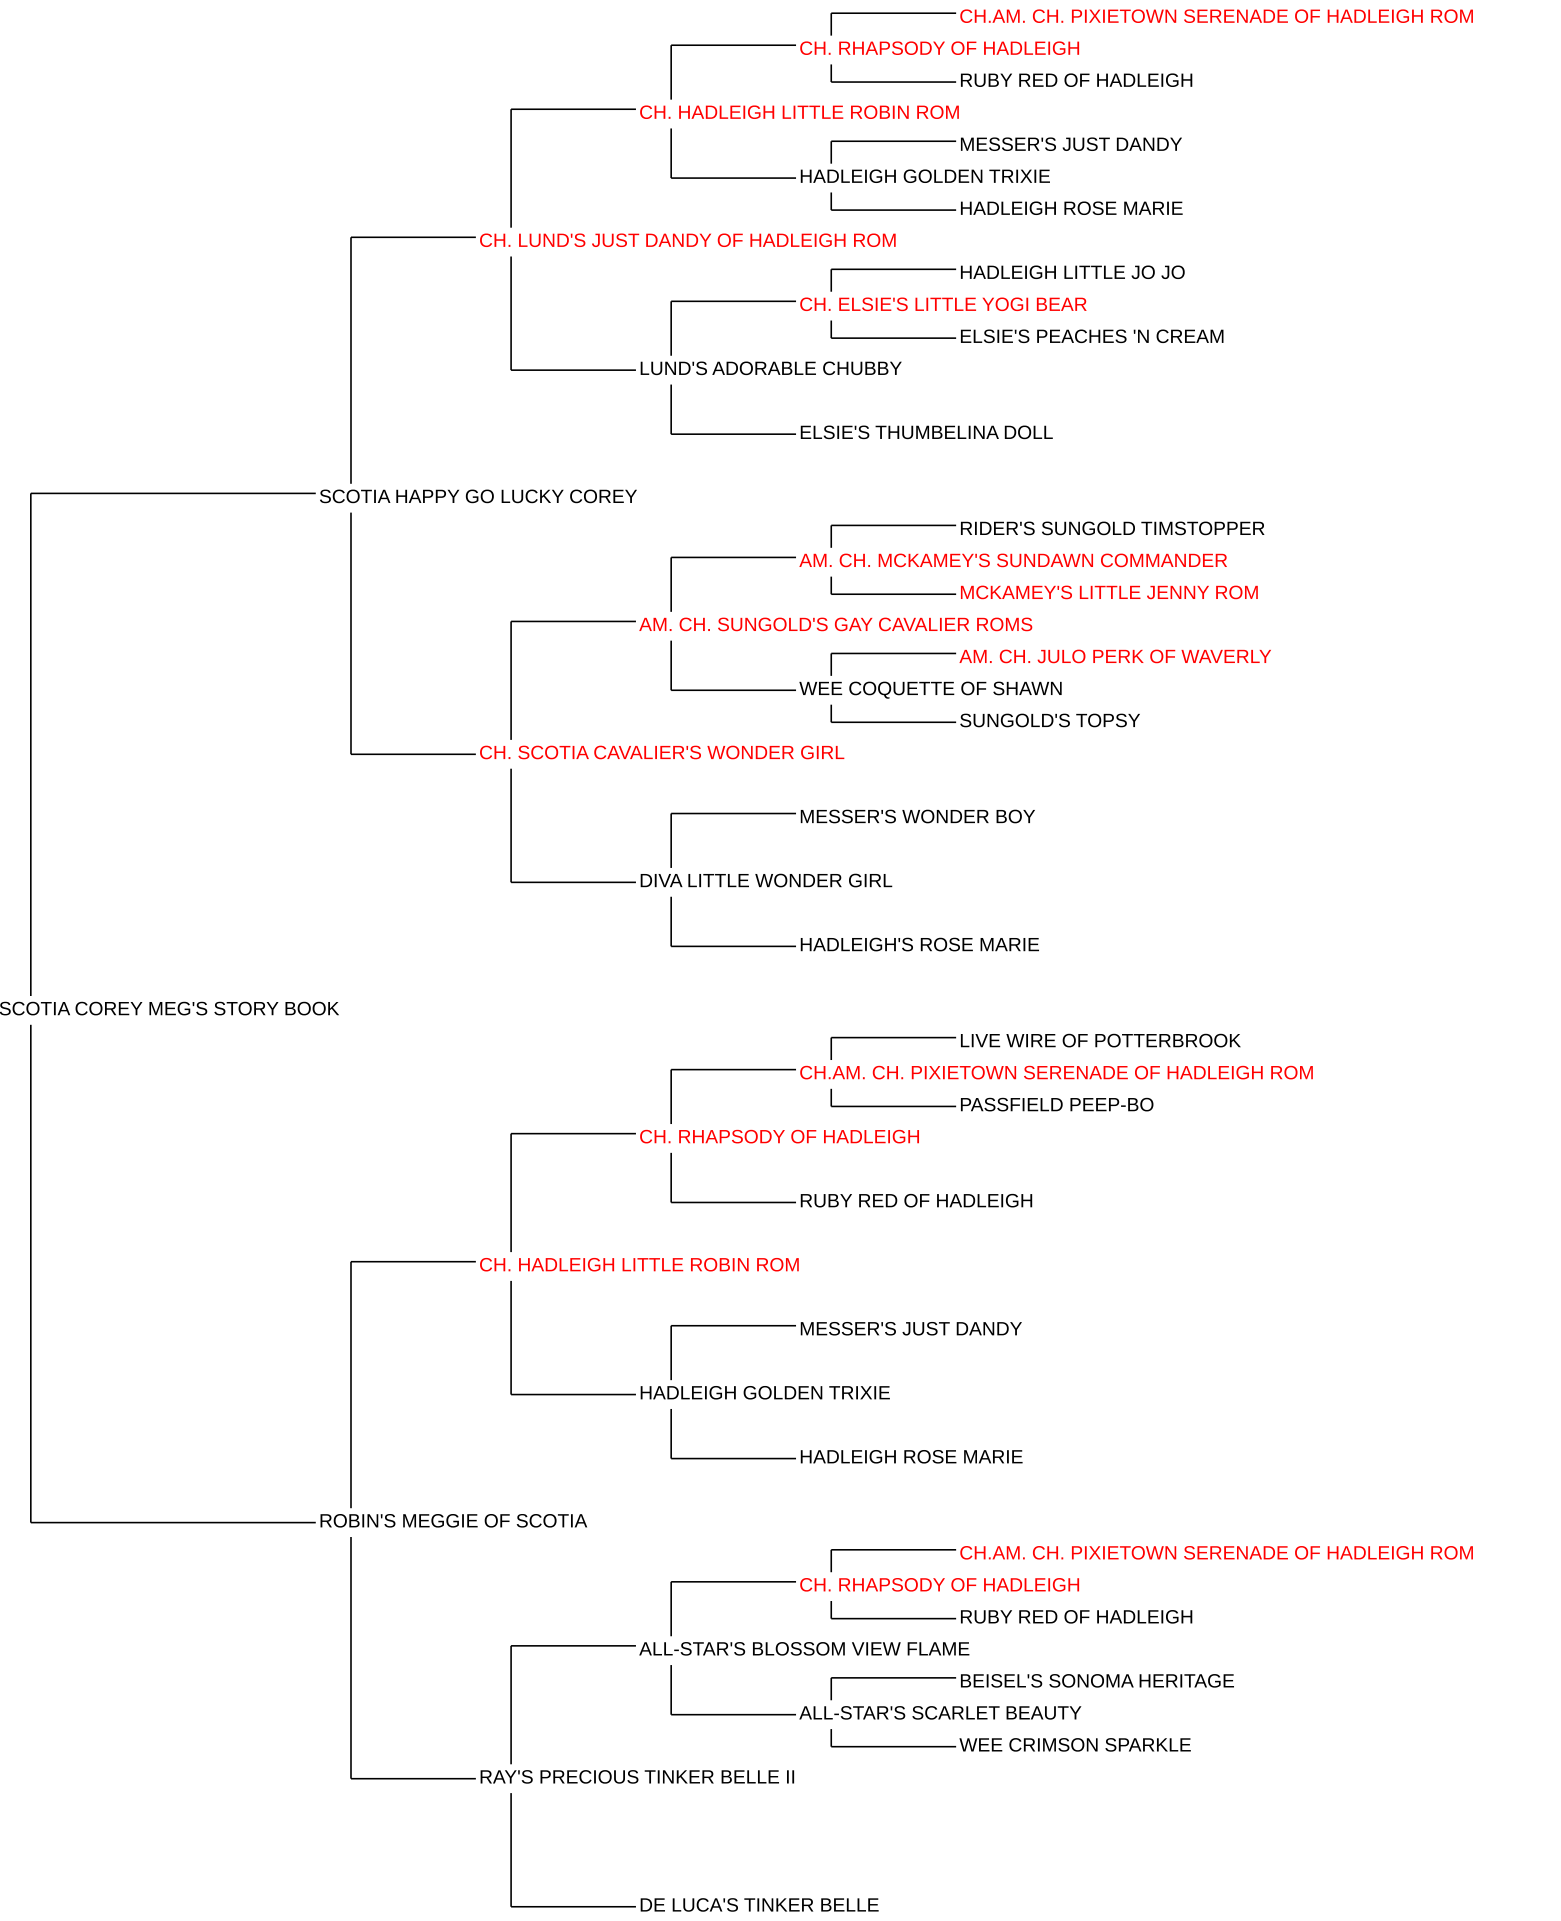 CH.AM. CH. PIXIETOWN SERENADE OF HADLEIGH ROM
CH. RHAPSODY OF HADLEIGH
RUBY RED OF HADLEIGH
CH. HADLEIGH LITTLE ROBIN ROM
MESSER'S JUST DANDY
HADLEIGH GOLDEN TRIXIE
HADLEIGH ROSE MARIE
CH. LUND'S JUST DANDY OF HADLEIGH ROM
HADLEIGH LITTLE JO JO
CH. ELSIE'S LITTLE YOGI BEAR
ELSIE'S PEACHES 'N CREAM
LUND'S ADORABLE CHUBBY
ELSIE'S THUMBELINA DOLL
SCOTIA HAPPY GO LUCKY COREY
RIDER'S SUNGOLD TIMSTOPPER
AM. CH. MCKAMEY'S SUNDAWN COMMANDER
MCKAMEY'S LITTLE JENNY ROM
AM. CH. SUNGOLD'S GAY CAVALIER ROMS
AM. CH. JULO PERK OF WAVERLY
WEE COQUETTE OF SHAWN
SUNGOLD'S TOPSY
CH. SCOTIA CAVALIER'S WONDER GIRL
MESSER'S WONDER BOY
DIVA LITTLE WONDER GIRL
HADLEIGH'S ROSE MARIE
SCOTIA COREY MEG'S STORY BOOK
LIVE WIRE OF POTTERBROOK
CH.AM. CH. PIXIETOWN SERENADE OF HADLEIGH ROM
PASSFIELD PEEP-BO
CH. RHAPSODY OF HADLEIGH
RUBY RED OF HADLEIGH
CH. HADLEIGH LITTLE ROBIN ROM
MESSER'S JUST DANDY
HADLEIGH GOLDEN TRIXIE
HADLEIGH ROSE MARIE
ROBIN'S MEGGIE OF SCOTIA
CH.AM. CH. PIXIETOWN SERENADE OF HADLEIGH ROM
CH. RHAPSODY OF HADLEIGH
RUBY RED OF HADLEIGH
ALL-STAR'S BLOSSOM VIEW FLAME
BEISEL'S SONOMA HERITAGE
ALL-STAR'S SCARLET BEAUTY
WEE CRIMSON SPARKLE
RAY'S PRECIOUS TINKER BELLE II
DE LUCA'S TINKER BELLE